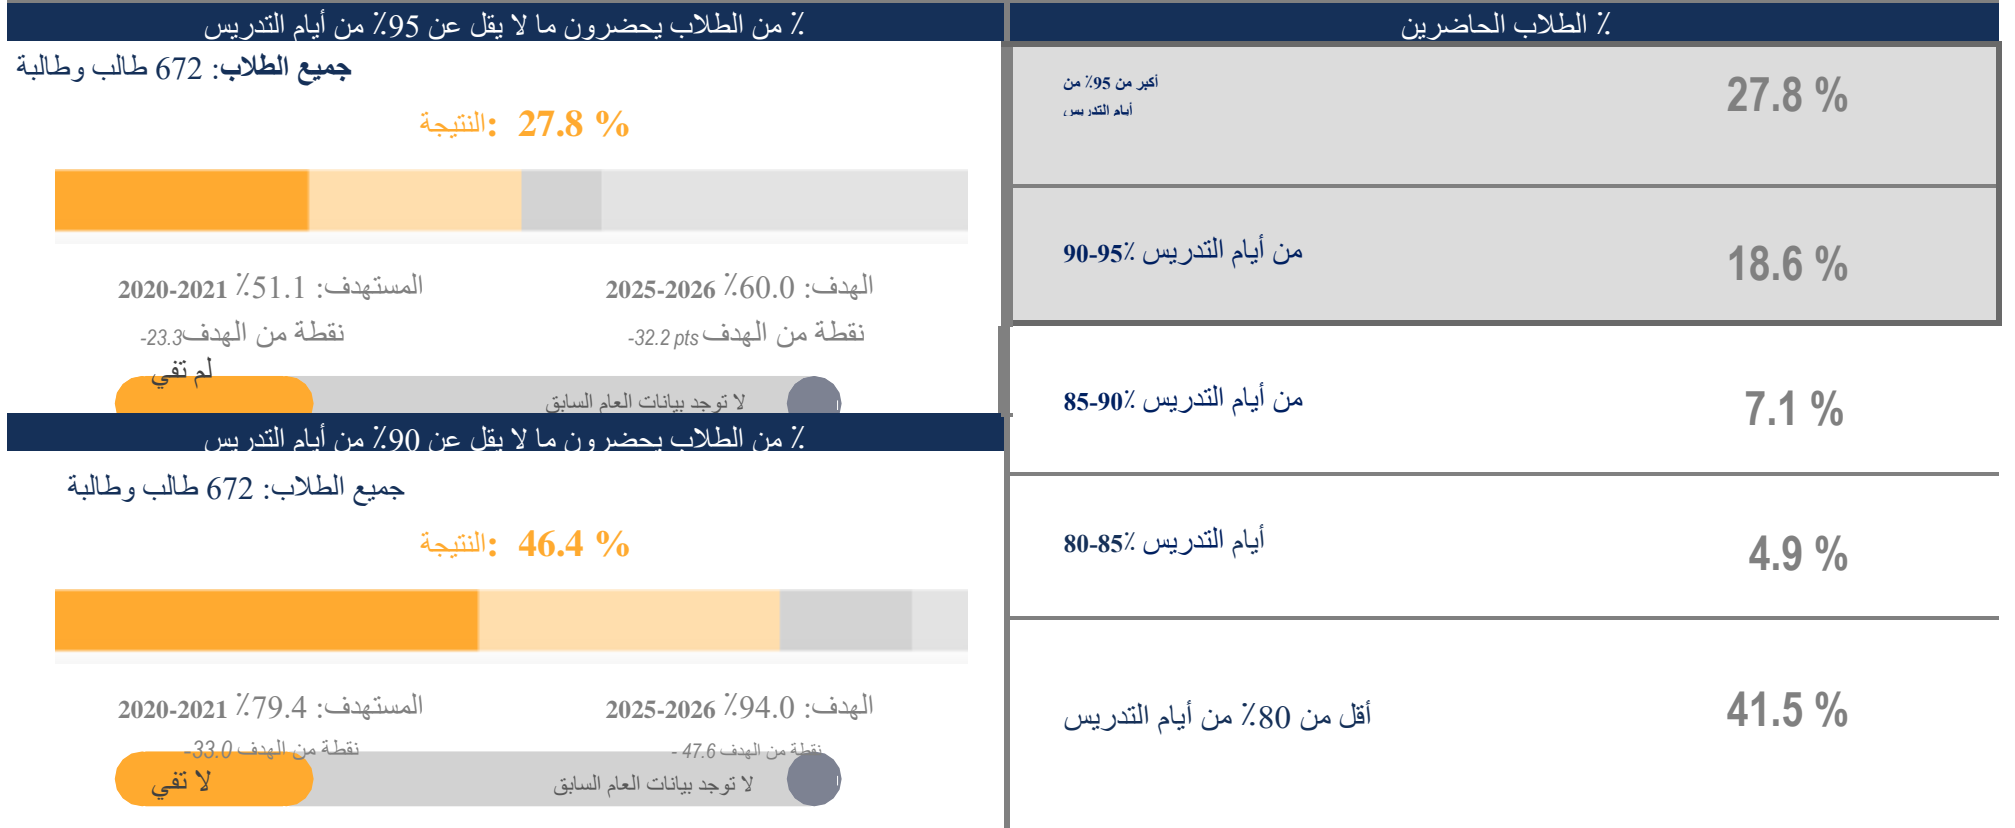 ٪ من الطلاب يحضرون ما لا يقل عن 95٪ من أيام التدريس
جميع الطلاب: 672 طالب وطالبة
النتيجة: 27.8 %
المستهدف: 51.1٪ 2020-2021
الهدف: 60.0٪ 2025-2026
نقطة من الهدف -23.3
نقطة من الهدف -32.2 pts
لم تفي
لا توجد بيانات العام السابق
٪ من الطلاب يحضرون ما لا يقل عن 90٪ من أيام التدريس
جميع الطلاب: 672 طالب وطالبة
النتيجة: 46.4 %
المستهدف: 79.4٪ 2020-2021
الهدف: 94.0٪ 2025-2026
نقطة من الهدف -33.0
نقطة من الهدف 47.6 -
لا تفي
لا توجد بيانات العام السابق
٪ الطلاب الحاضرين
أكبر من 95٪ من
أيام التدريس
27.8 %
من أيام التدريس 90-95٪
18.6 %
من أيام التدريس 85-90٪
7.1 %
أيام التدريس 80-85٪
4.9 %
أقل من 80٪ من أيام التدريس
41.5 %